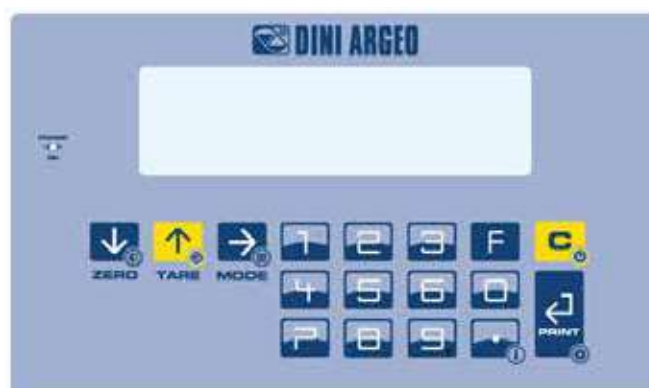 DINI ARGEO
1 2 3 F C
ZERO TARE MODE
4 5 6 0
PRINT
7 8 9 .